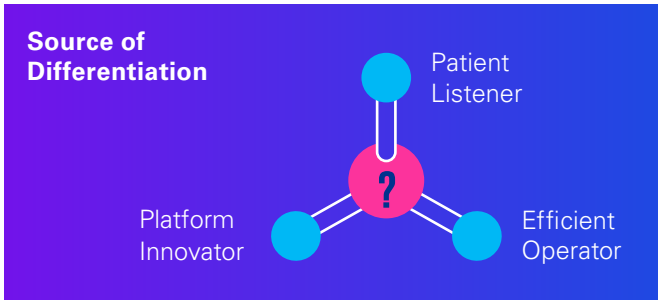 Source of
Differentiation
Patient
Listener
?
Platform
Innovator
Efficient
Operator